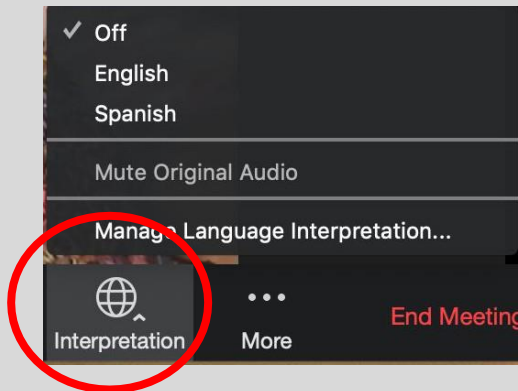 Off
English
Spanish
Mute Original Audio
Manage Language Interpretation...
Interpretation
More
End Meeting